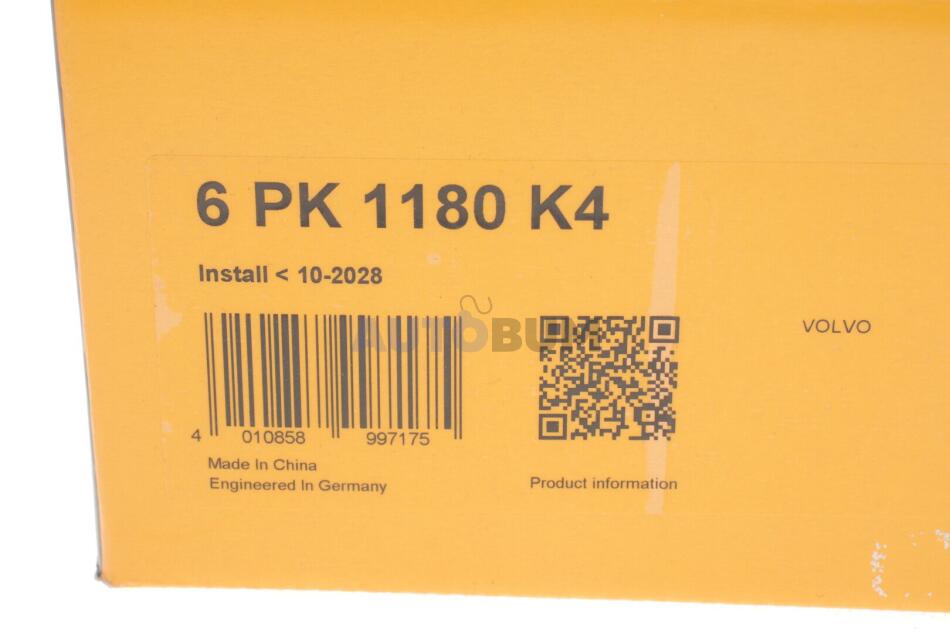 6 PK 1180 K4
Install < 10-2028
AUTOBUM
VOLVO
4 010858 997175
Made In China
Engineered In Germany
Product information